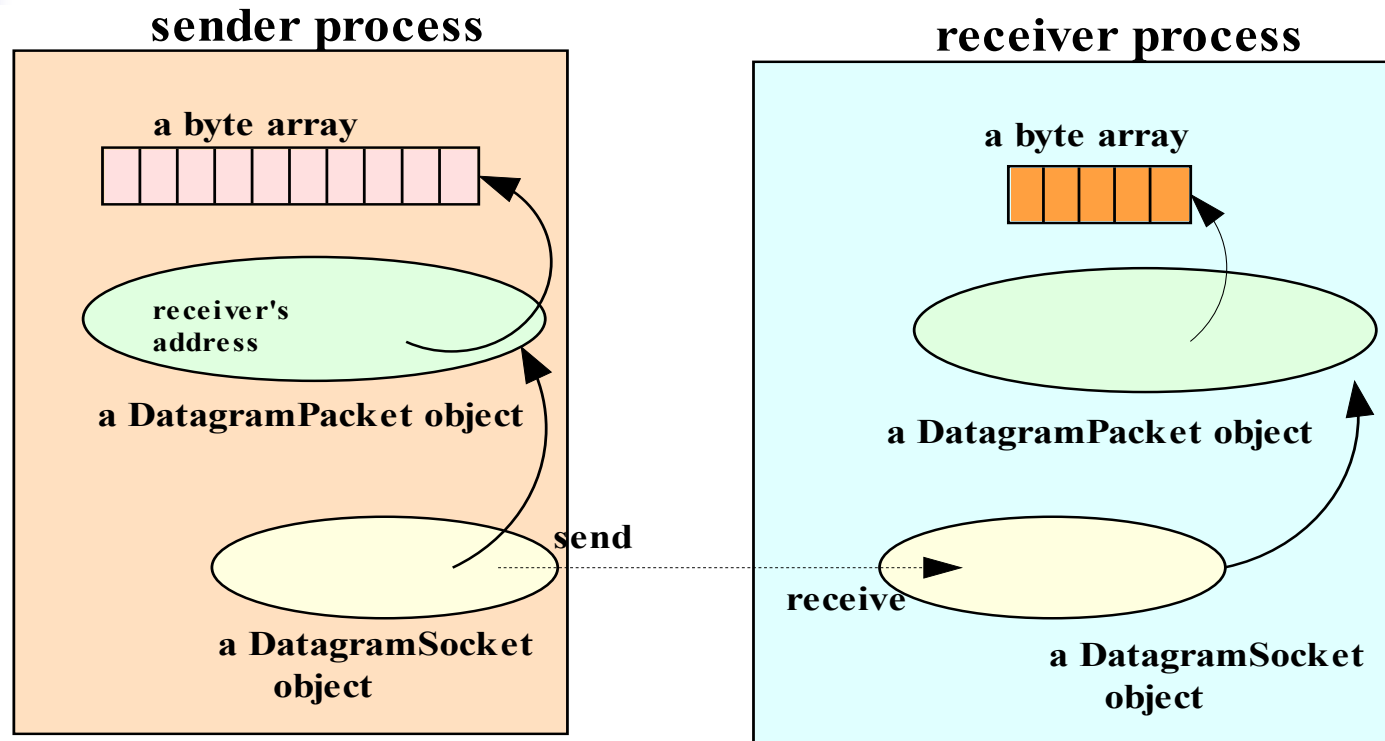 sender process
a byte array
receiver's
address
a DatagramPacket object
send
a DatagramSocket
object
receiver process
a byte array
a DatagramPacket object
receive
a DatagramSocket
object